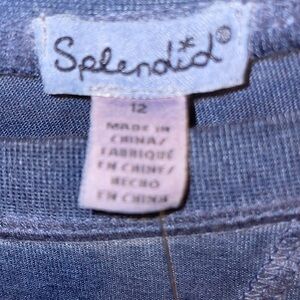 Splendid®
12
MADE IN
CHINA/
FABRIQUÉ
EN CHINE/
HECHO
EN CHINA